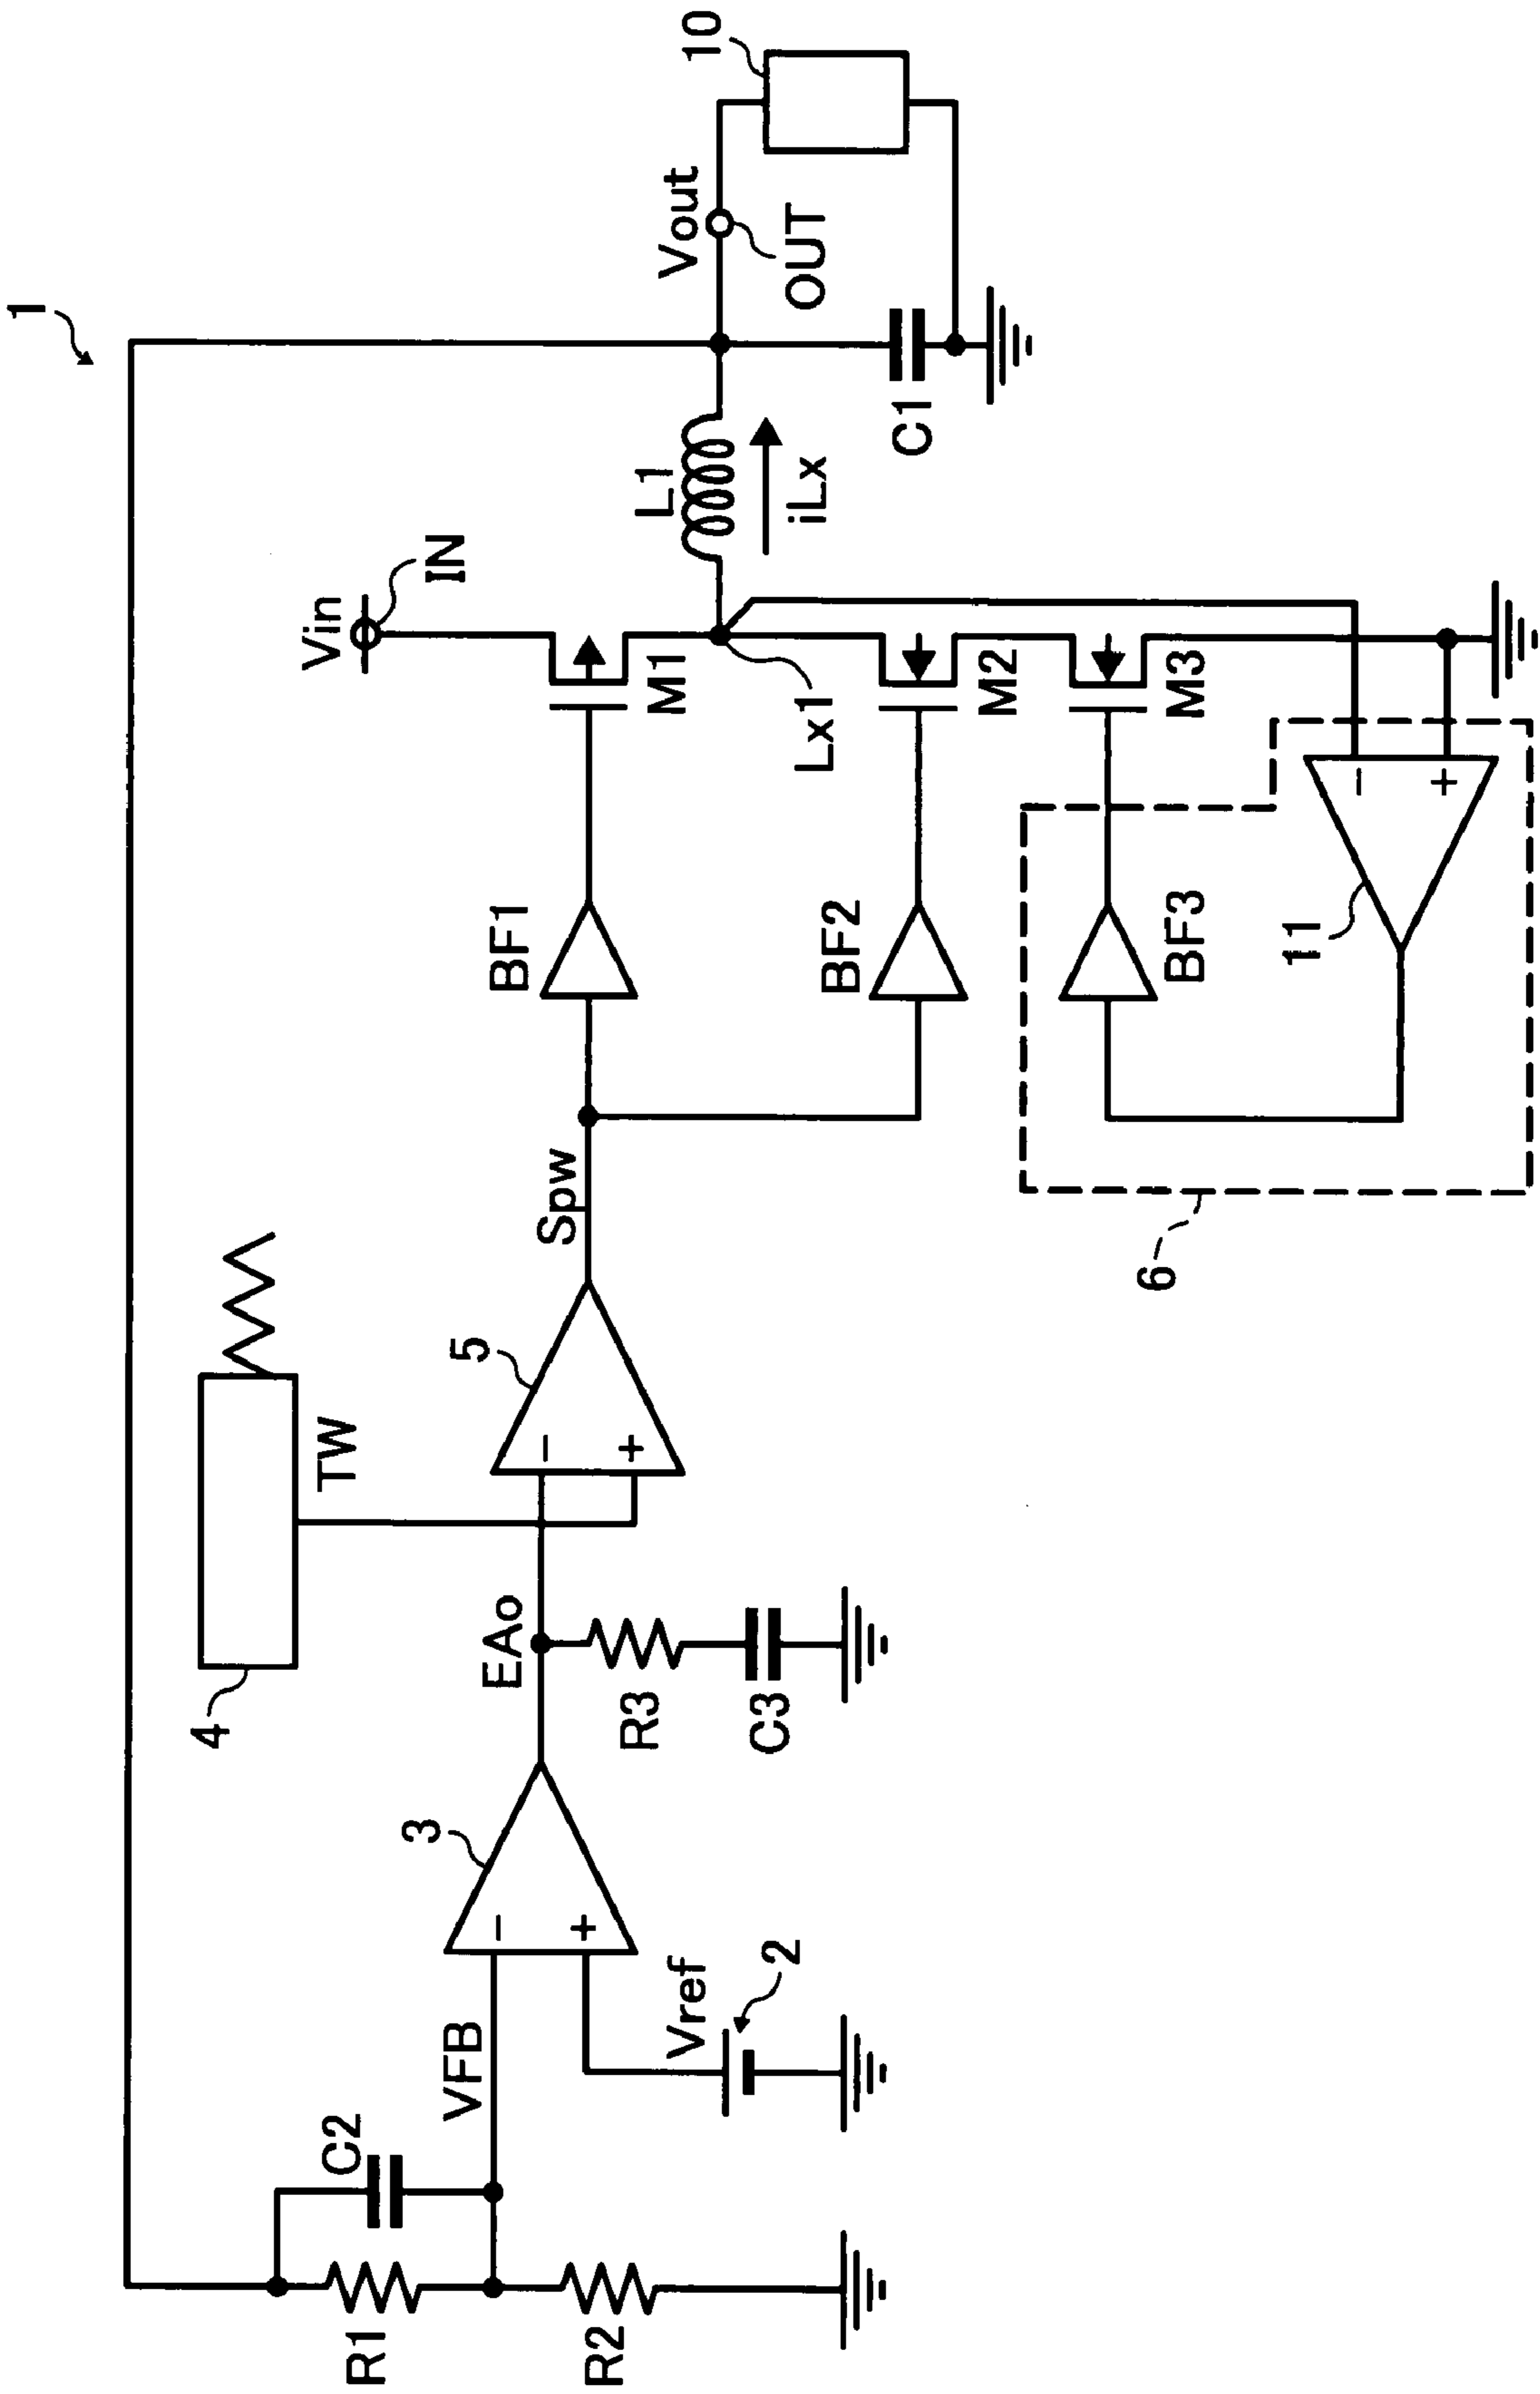 1
Vin
IN
L1
iLx
Vout
OUT
10
C1
4
TW
BF1
M1
Lx1
5
−
+
Spw
BF2
M2
3
−
+
EAo
R3
C3
BF3
M3
C2
VFB
Vref
2
R1
R2
11
−
+
6